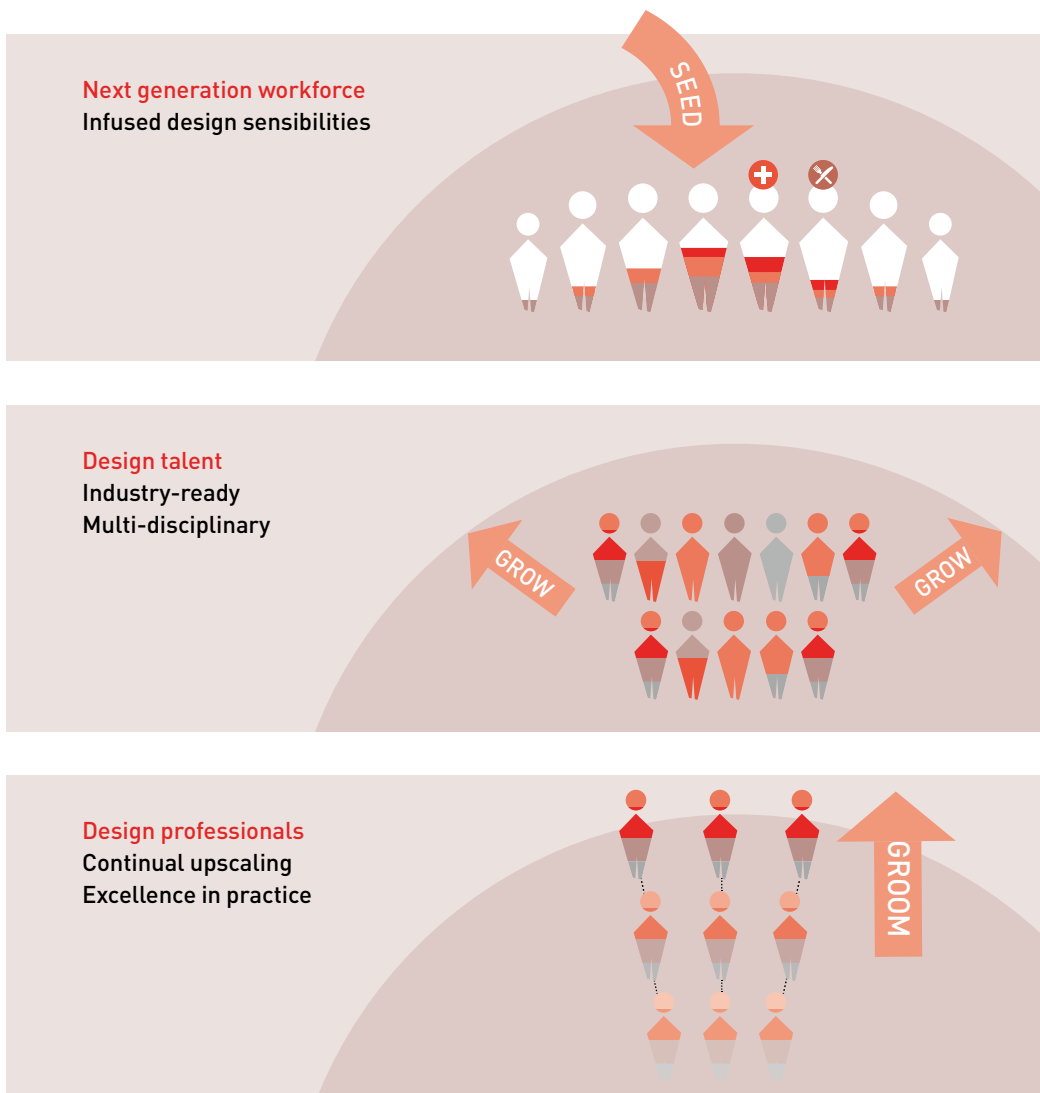 Next generation workforce
Infused design sensibilities
SEED
Design talent
Industry-ready
Multi-disciplinary
GROW
GROW
Design professionals
Continual upscaling
Excellence in practice
GROOM